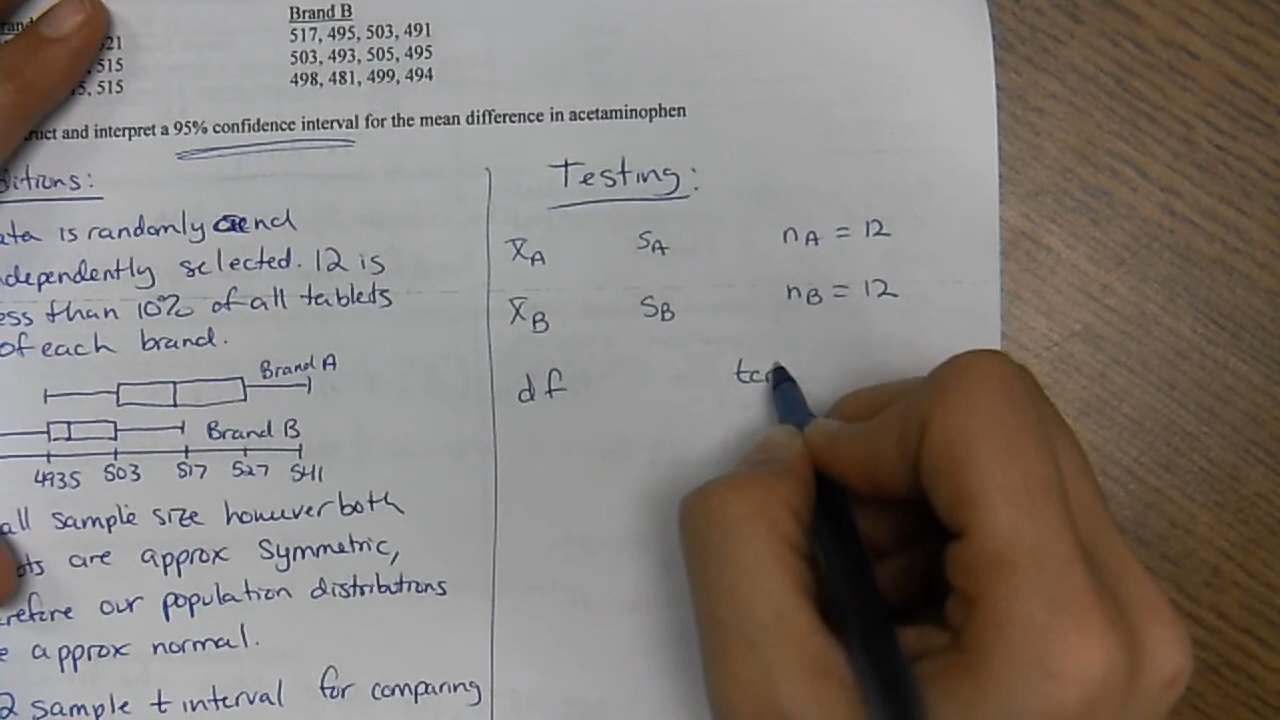 Brand B
517, 495, 503, 491
515
503, 493, 505, 495
515
498, 481, 499, 494
and interpret a 95% confidence interval for the mean difference in acetaminophen
Testing:
is randomly and
selected. 12 is
than 10% of all tablets
of each brand.
Brand A
Brand B
4935 503 517 527 541
sample size however both
are approx symmetric,
our population distributions
approx normal.
2 sample t interval for comparing
x̄A SA nA = 12
x̄B SB nB = 12
df